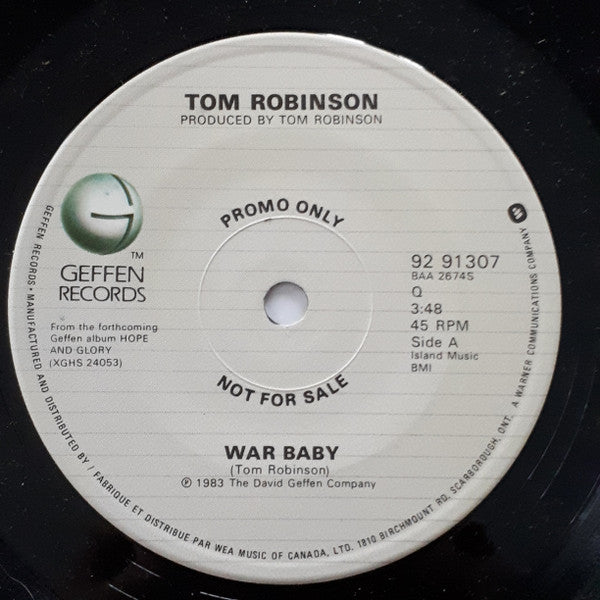 TOM ROBINSON
PRODUCED BY TOM ROBINSON
PROMO ONLY
G
TM
GEFFEN
RECORDS
From the forthcoming
Geffen album HOPE
AND GLORY
(XGHS 24053)
92 91307
BAA 2674S
Q
3:48
45 RPM
Side A
Island Music
BMI
NOT FOR SALE
WAR BABY
(Tom Robinson)
℗ 1983 The David Geffen Company
GEFFEN RECORDS • MANUFACTURED AND DISTRIBUTED BY / FABRIQUE ET DISTRIBUE PAR WEA MUSIC OF CANADA, LTD. 1810 BIRCHMOUNT RD. SCARBOROUGH, ONT. A WARNER COMMUNICATIONS COMPANY